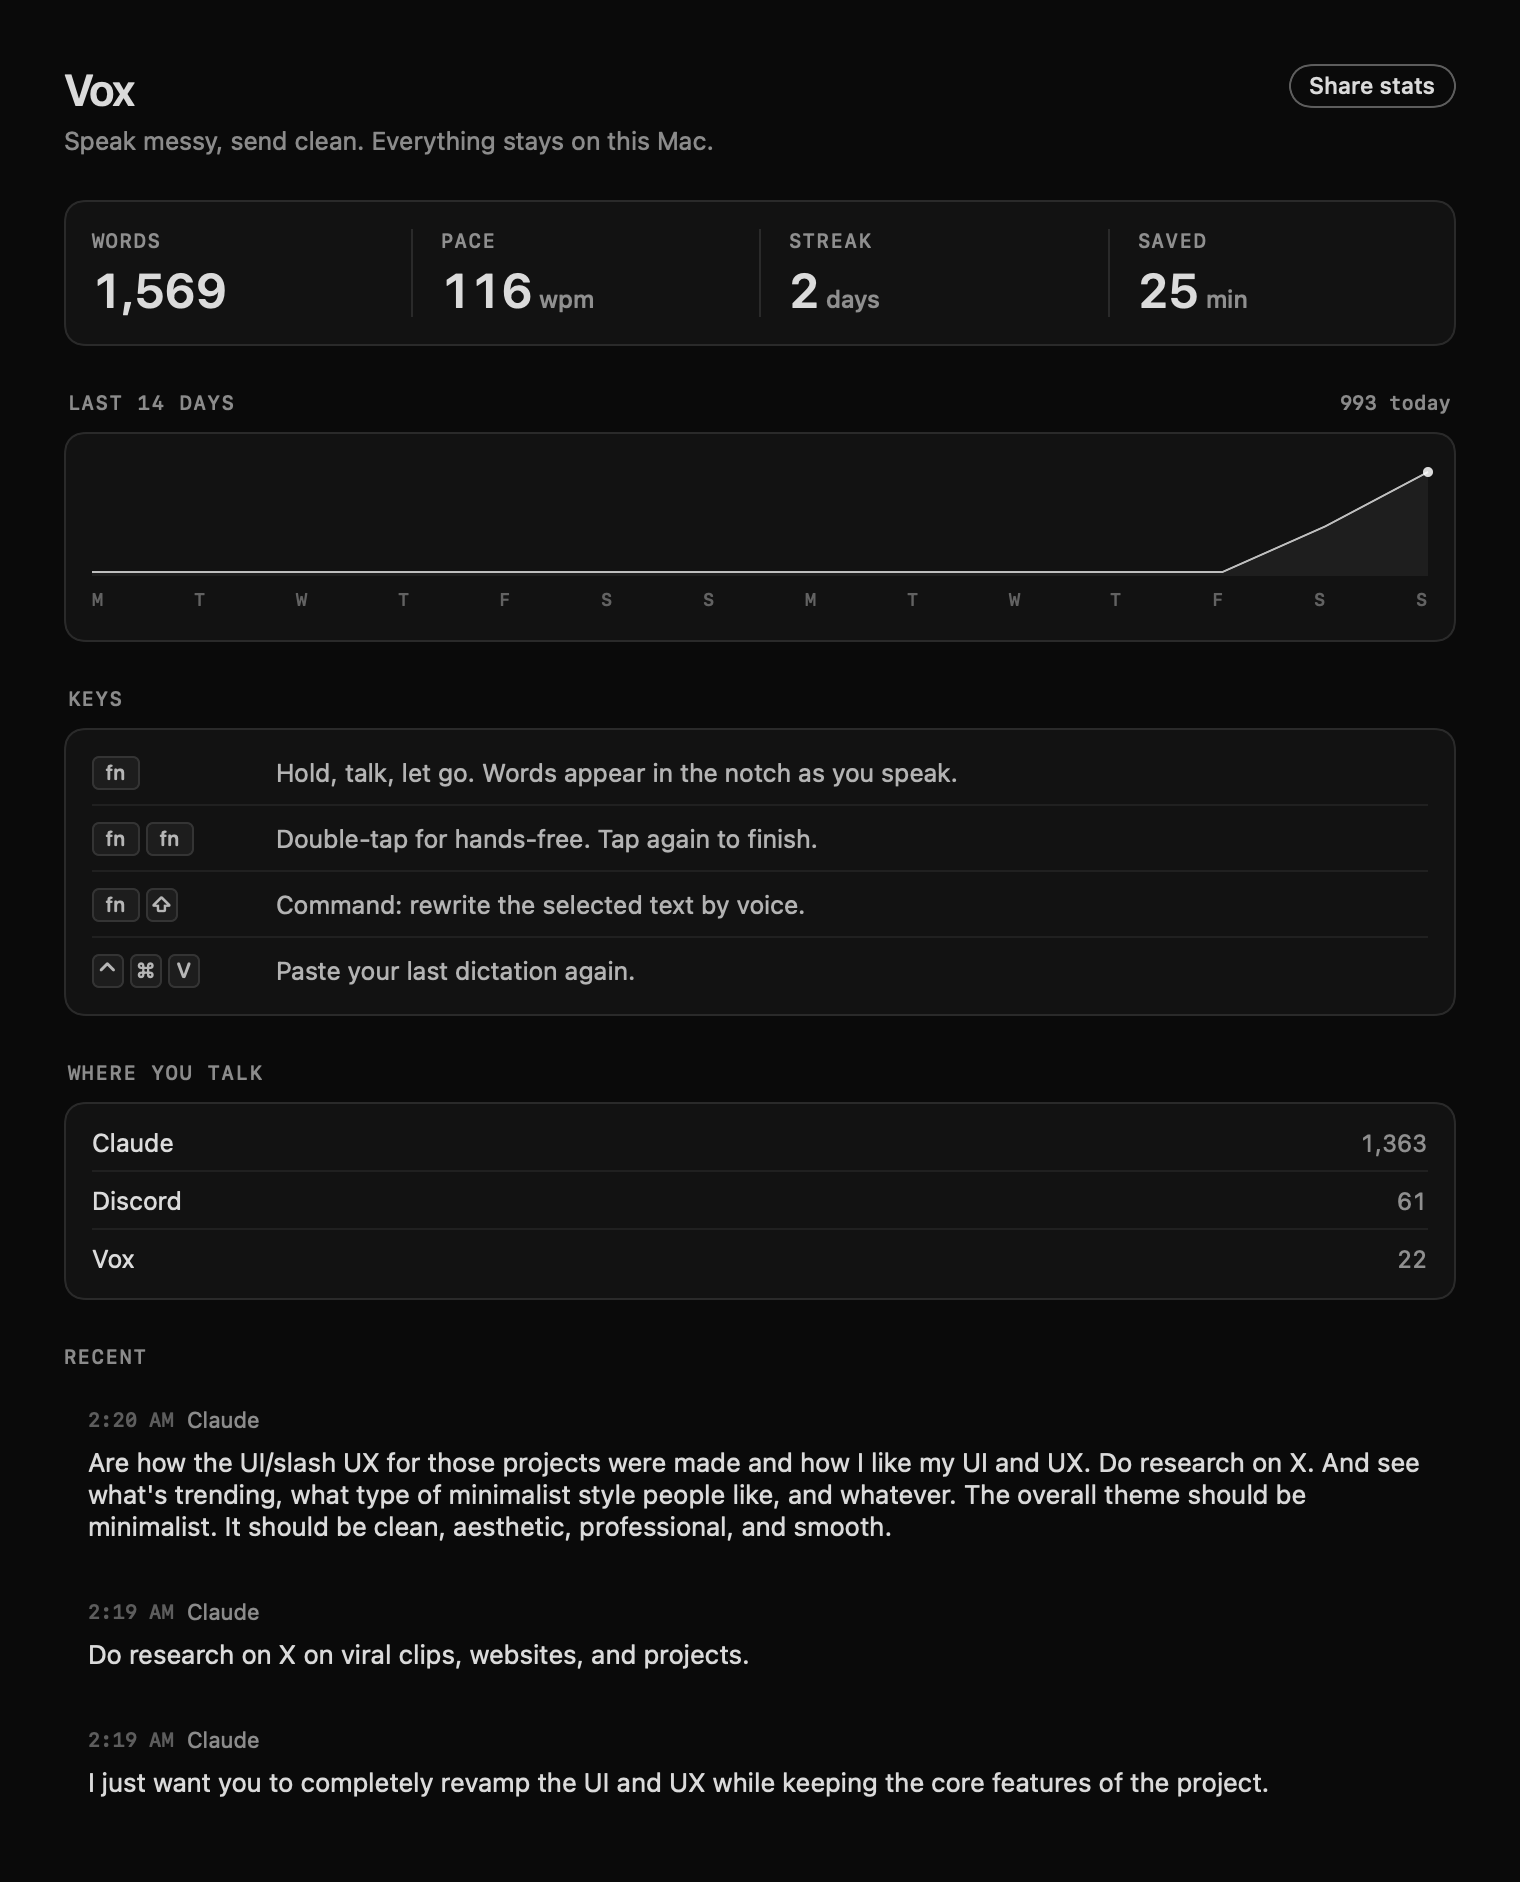 Vox
Share stats
Speak messy, send clean. Everything stays on this Mac.
WORDS
1,569
PACE
116 wpm
STREAK
2 days
SAVED
25 min
LAST 14 DAYS
993 today
M T W T F S S M T W T F S S
KEYS
fn
Hold, talk, let go. Words appear in the notch as you speak.
fn fn
Double-tap for hands-free. Tap again to finish.
fn ⇧
Command: rewrite the selected text by voice.
^ ⌘ V
Paste your last dictation again.
WHERE YOU TALK
Claude 1,363
Discord 61
Vox 22
RECENT
2:20 AM Claude
Are how the UI/slash UX for those projects were made and how I like my UI and UX. Do research on X. And see
what's trending, what type of minimalist style people like, and whatever. The overall theme should be
minimalist. It should be clean, aesthetic, professional, and smooth.
2:19 AM Claude
Do research on X on viral clips, websites, and projects.
2:19 AM Claude
I just want you to completely revamp the UI and UX while keeping the core features of the project.